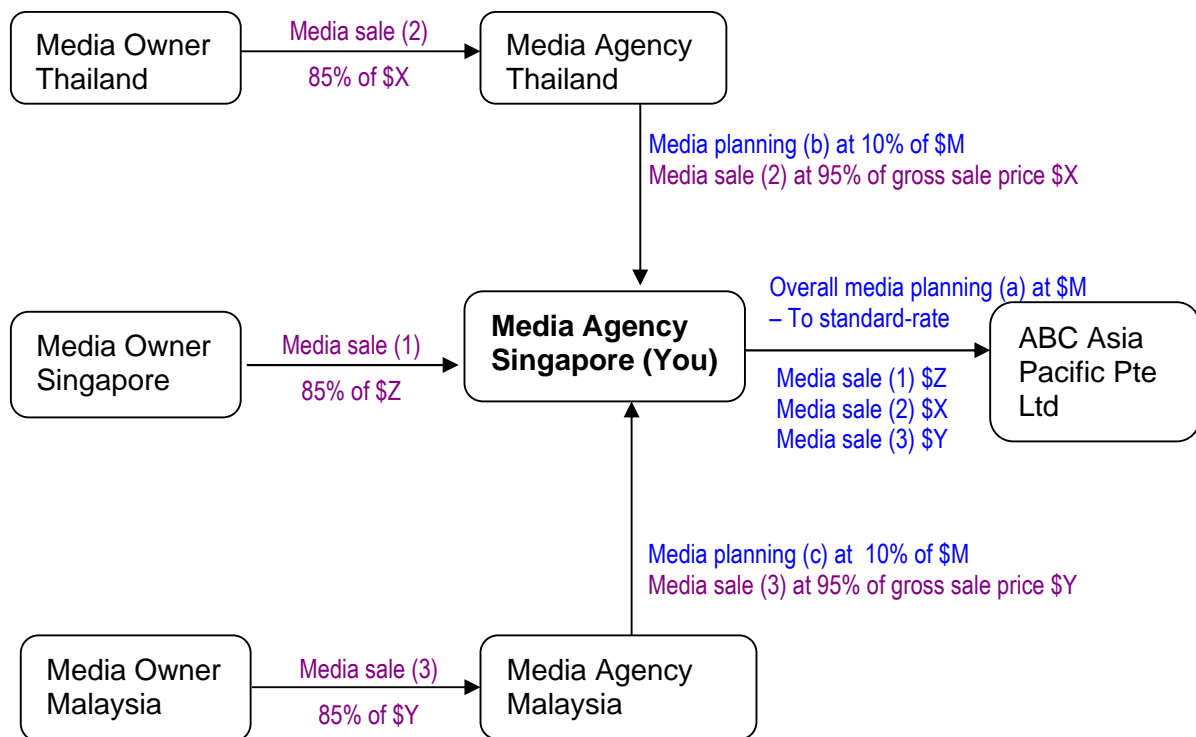 Media Owner
Thailand
Media sale (2)
85% of $X
Media Agency
Thailand
Media planning (b) at 10% of $M
Media sale (2) at 95% of gross sale price $X
Media Owner
Singapore
Media sale (1)
85% of $Z
Media Agency
Singapore (You)
Overall media planning (a) at $M
– To standard-rate
Media sale (1) $Z
Media sale (2) $X
Media sale (3) $Y
ABC Asia
Pacific Pte
Ltd
Media planning (c) at 10% of $M
Media sale (3) at 95% of gross sale price $Y
Media Owner
Malaysia
Media sale (3)
85% of $Y
Media Agency
Malaysia